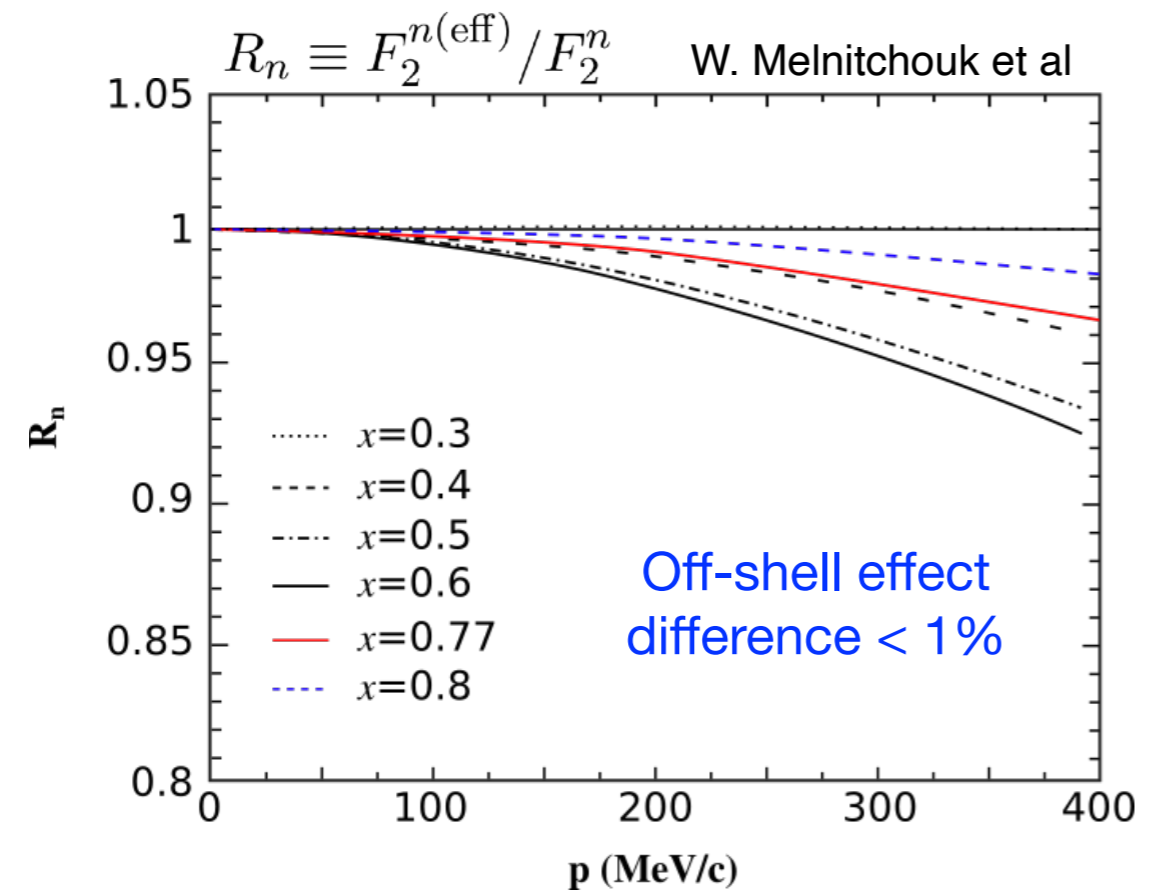 R_n ≡ F_2^{n(eff)} / F_2^n W. Melnitchouk et al
1.05
1
0.95
0.9
0.85
0.8
R_n
x=0.3
x=0.4
x=0.5
x=0.6
x=0.77
x=0.8
Off-shell effect
difference < 1%
0 100 200 300 400
p (MeV/c)